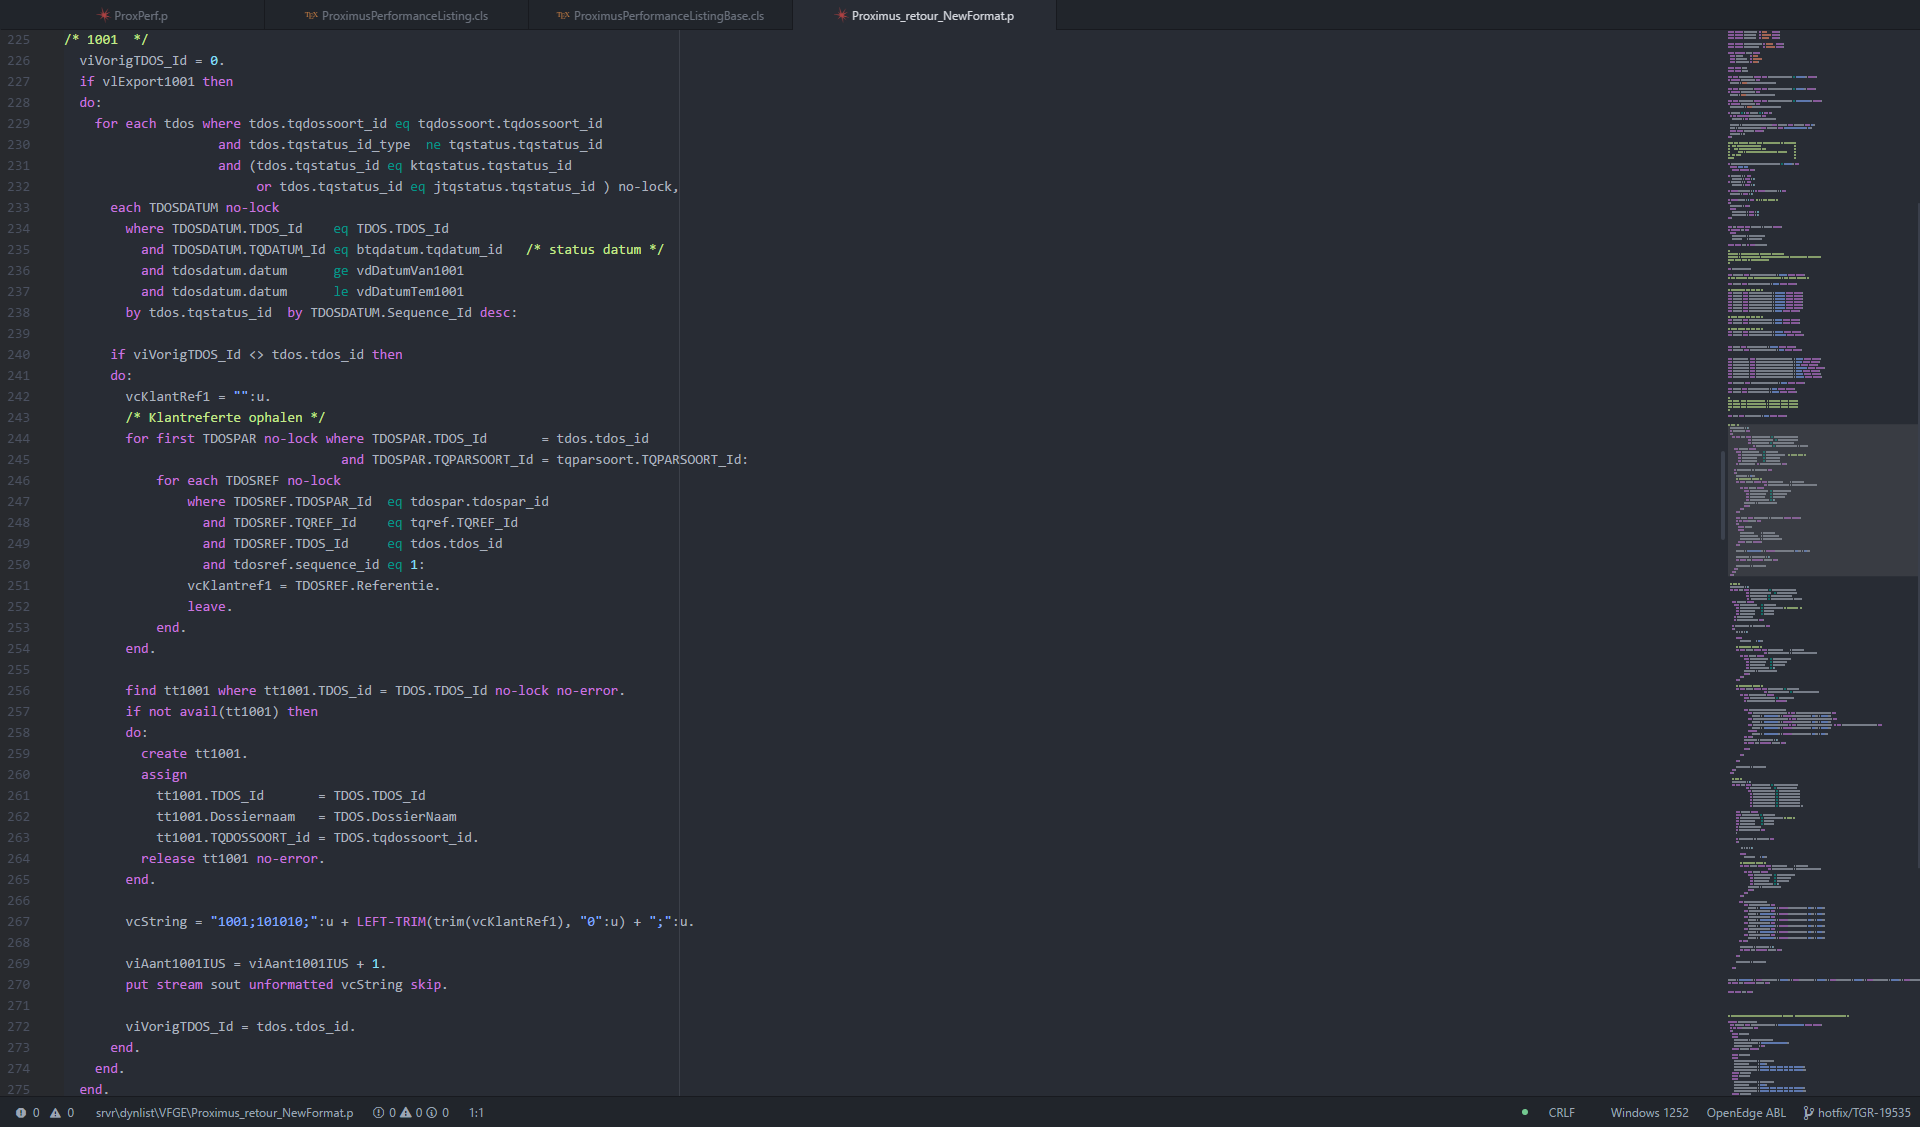 ProxPerf.p
TEX ProximusPerformanceListing.cls
TEX ProximusPerformanceListingBase.cls
Proximus_retour_NewFormat.p
225 /* 1001  */
226 viVorigTDOS_Id = 0.
227 if vlExport1001 then
228 do:
229 for each tdos where tdos.tqdossoort_id eq tqdossoort.tqdossoort_id
230 and tdos.tqstatus_id_type  ne tqstatus.tqstatus_id
231 and (tdos.tqstatus_id eq ktqstatus.tqstatus_id
232 or tdos.tqstatus_id eq jtqstatus.tqstatus_id ) no-lock,
233 each TDOSDATUM no-lock
234 where TDOSDATUM.TDOS_Id    eq TDOS.TDOS_Id
235 and TDOSDATUM.TQDATUM_Id eq btqdatum.tqdatum_id   /* status datum */
236 and tdosdatum.datum      ge vdDatumVan1001
237 and tdosdatum.datum      le vdDatumTem1001
238 by tdos.tqstatus_id  by TDOSDATUM.Sequence_Id desc:
239
240 if viVorigTDOS_Id <> tdos.tdos_id then
241 do:
242 vcKlantRef1 = "":u.
243 /* Klantreferte ophalen */
244 for first TDOSPAR no-lock where TDOSPAR.TDOS_Id       = tdos.tdos_id
245 and TDOSPAR.TQPARSOORT_Id = tqparsoort.TQPARSOORT_Id:
246 for each TDOSREF no-lock
247 where TDOSREF.TDOSPAR_Id  eq tdospar.tdospar_id
248 and TDOSREF.TQREF_Id    eq tqref.TQREF_Id
249 and TDOSREF.TDOS_Id     eq tdos.tdos_id
250 and tdosref.sequence_id eq 1:
251 vcKlantref1 = TDOSREF.Referentie.
252 leave.
253 end.
254 end.
255
256 find tt1001 where tt1001.TDOS_id = TDOS.TDOS_Id no-lock no-error.
257 if not avail(tt1001) then
258 do:
259 create tt1001.
260 assign
261 tt1001.TDOS_Id       = TDOS.TDOS_Id
262 tt1001.Dossiernaam   = TDOS.DossierNaam
263 tt1001.TQDOSSOORT_id = TDOS.tqdossoort_id.
264 release tt1001 no-error.
265 end.
266
267 vcString = "1001;101010;":u + LEFT-TRIM(trim(vcKlantRef1), "0":u) + ";":u.
268
269 viAant1001IUS = viAant1001IUS + 1.
270 put stream sout unformatted vcString skip.
271
272 viVorigTDOS_Id = tdos.tdos_id.
273 end.
274 end.
275 end.
0 0 srvr\dynlist\VFGE\Proximus_retour_NewFormat.p 0 0 0 1:1 CRLF Windows 1252 OpenEdge ABL hotfix/TGR-19535